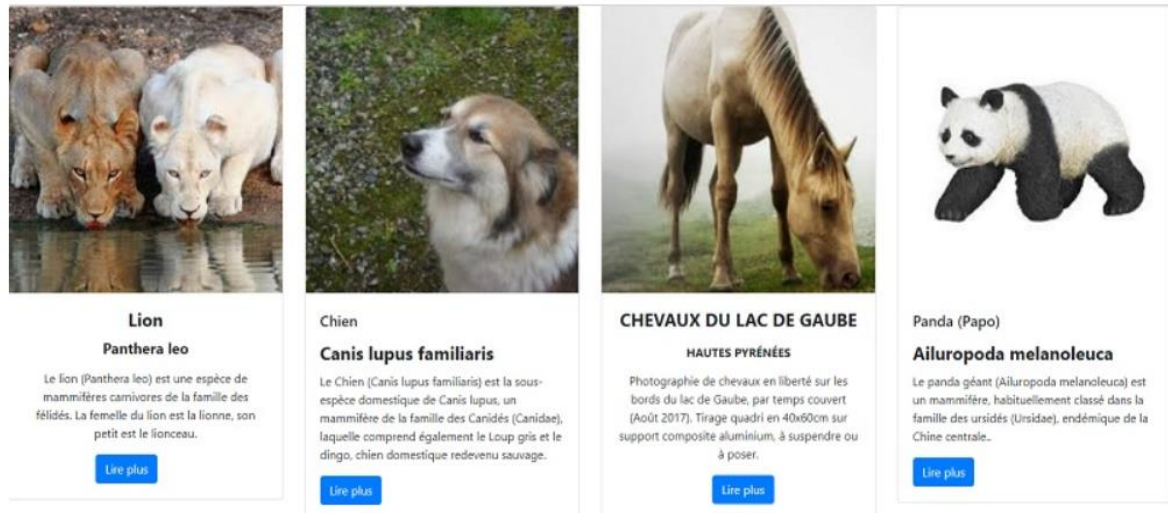 Lion
Panthera leo
Le lion (Panthera leo) est une espèce de
mammifères carnivores de la famille des
félidés. La femelle du lion est la lionne, son
petit est le lionceau.
Lire plus
Chien
Canis lupus familiaris
Le Chien (Canis lupus familiaris) est la sous-
espèce domestique de Canis lupus, un
mammifère de la famille des Canidés (Canidae),
laquelle comprend également le Loup gris et le
dingo, chien domestique redevenu sauvage.
Lire plus
CHEVAUX DU LAC DE GAUBE
HAUTES PYRÉNÉES
Photographie de chevaux en liberté sur les
bords du lac de Gaube, par temps couvert
(Août 2017). Tirage quadri en 40x60cm sur
support composite aluminium, à suspendre ou
à poser.
Lire plus
Panda (Papo)
Ailuropoda melanoleuca
Le panda géant (Ailuropoda melanoleuca) est
un mammifère, habituellement classé dans la
famille des ursidés (Ursidae), endémique de la
Chine centrale..
Lire plus